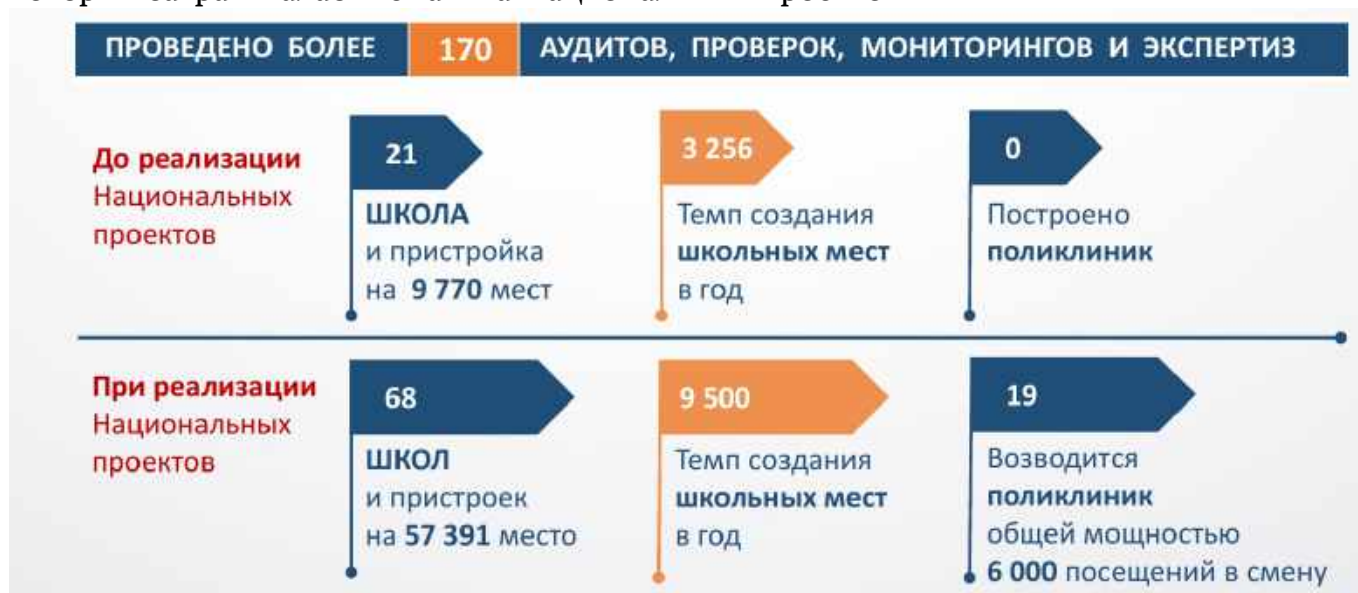 ПРОВЕДЕНО БОЛЕЕ 170 АУДИТОВ, ПРОВЕРОК, МОНИТОРИНГОВ И ЭКСПЕРТИЗ
До реализации
Национальных
проектов
21
ШКОЛА
и пристройка
на 9 770 мест
3 256
Темп создания
школьных мест
в год
0
Построено
поликлиник
При реализации
Национальных
проектов
68
ШКОЛ
и пристроек
на 57 391 место
9 500
Темп создания
школьных мест
в год
19
Возводится
поликлиник
общей мощностью
6 000 посещений в смену